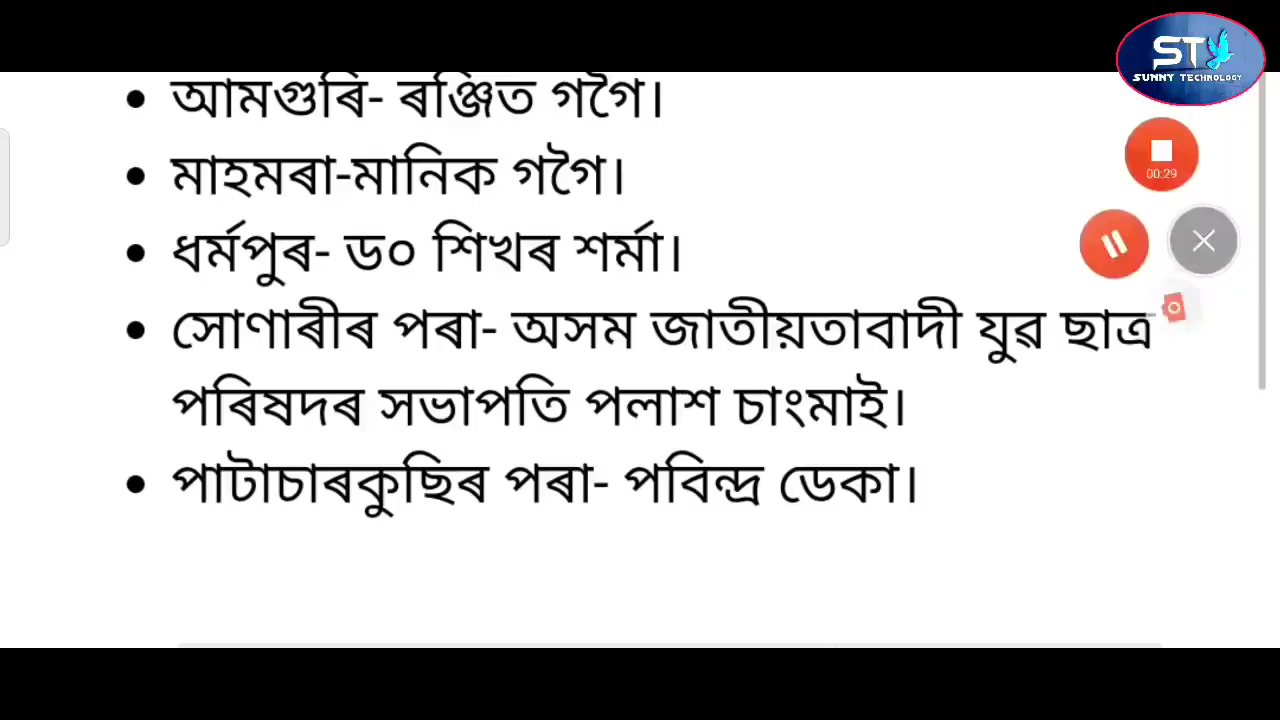 ST
SUNNY TECHNOLOGY
আমগুৰি- ৰঞ্জিত গগৈ।
00:29
মাহমৰা-মানিক গগৈ।
ধৰ্মপুৰ- ড০ শিখৰ শৰ্মা।
সোণাৰীৰ পৰা- অসম জাতীয়তাবাদী যুৱ ছাত্ৰ
পৰিষদৰ সভাপতি পলাশ চাংমাই।
পাটাচাৰকুছিৰ পৰা- পবিন্দ্ৰ ডেকা।